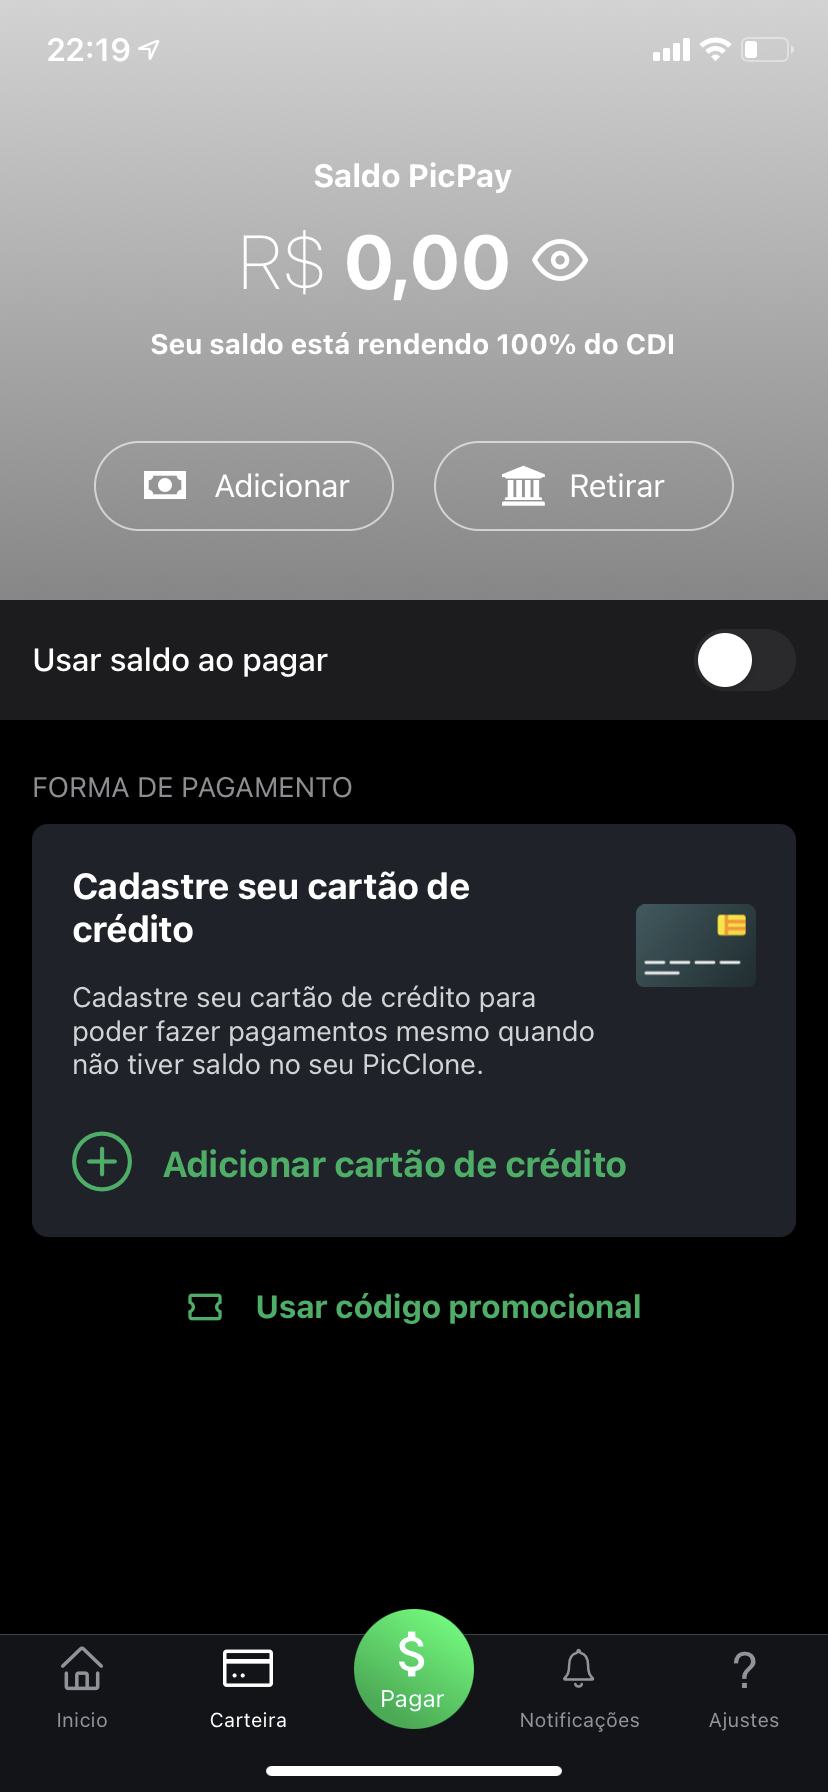 22:19
Saldo PicPay
R$ 0,00
Seu saldo está rendendo 100% do CDI
Adicionar
Retirar
Usar saldo ao pagar
FORMA DE PAGAMENTO
Cadastre seu cartão de
crédito
Cadastre seu cartão de crédito para
poder fazer pagamentos mesmo quando
não tiver saldo no seu PicClone.
Adicionar cartão de crédito
Usar código promocional
Inicio
Carteira
$
Pagar
Notificações
?
Ajustes